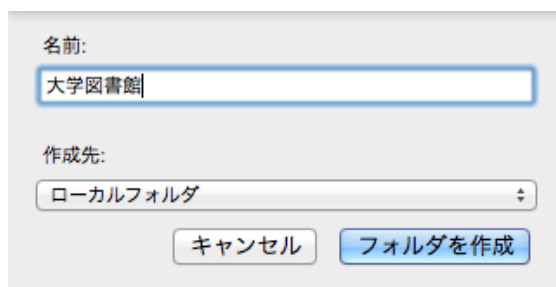 名前:
大学図書館
作成先:
ローカルフォルダ
キャンセル
フォルダを作成